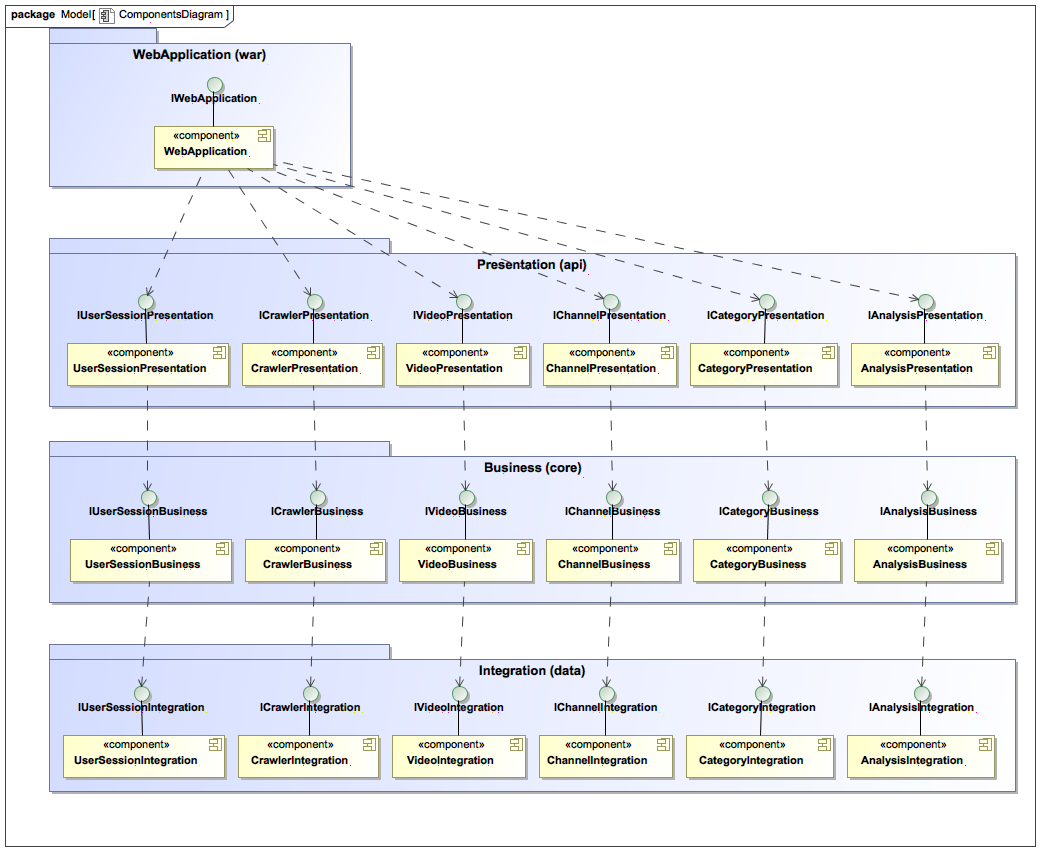 package Model[ ComponentsDiagram ]
WebApplication (war)
IWebApplication
«component»
WebApplication
Presentation (api)
IUserSessionPresentation ICrawlerPresentation IVideoPresentation IChannelPresentation ICategoryPresentation IAnalysisPresentation
«component» «component» «component» «component» «component» «component»
UserSessionPresentation CrawlerPresentation VideoPresentation ChannelPresentation CategoryPresentation AnalysisPresentation
Business (core)
IUserSessionBusiness ICrawlerBusiness IVideoBusiness IChannelBusiness ICategoryBusiness IAnalysisBusiness
«component» «component» «component» «component» «component» «component»
UserSessionBusiness CrawlerBusiness VideoBusiness ChannelBusiness CategoryBusiness AnalysisBusiness
Integration (data)
IUserSessionIntegration ICrawlerIntegration IVideoIntegration IChannelIntegration ICategoryIntegration IAnalysisIntegration
«component» «component» «component» «component» «component» «component»
UserSessionIntegration CrawlerIntegration VideoIntegration ChannelIntegration CategoryIntegration AnalysisIntegration